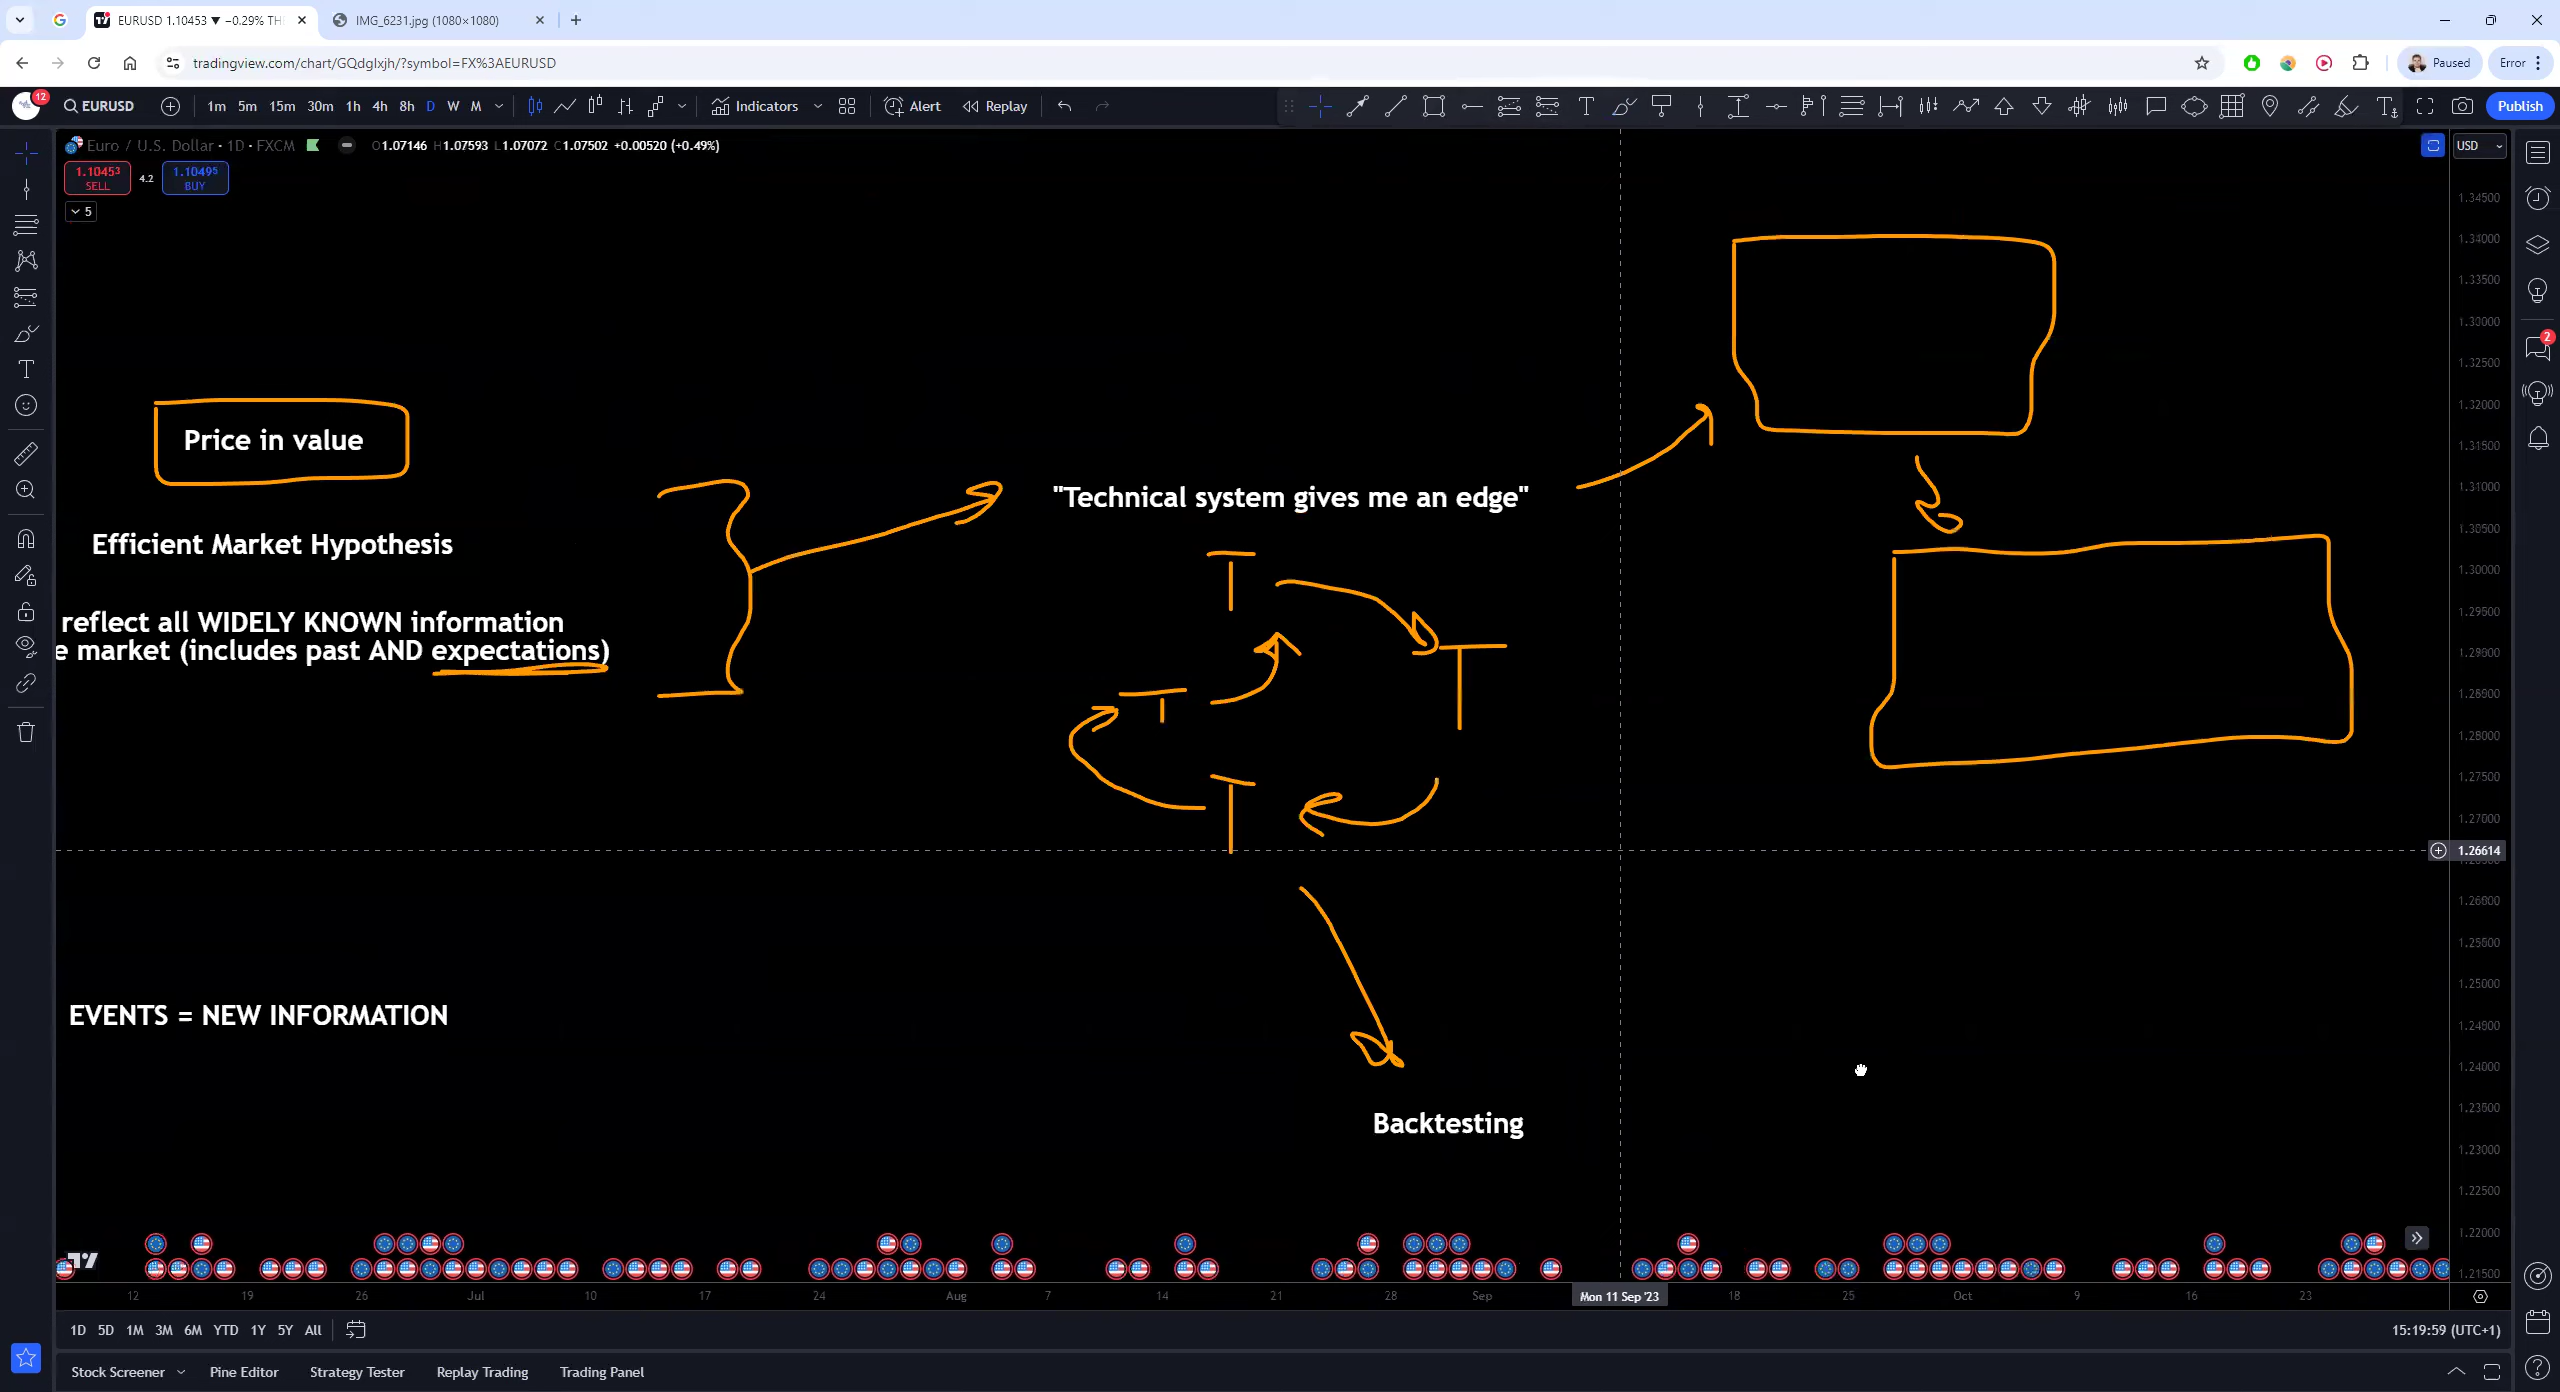 EURUSD 1.10453 ▼ −0.29% TH
IMG_6231.jpg (1080×1080)
tradingview.com/chart/GQdglxjh/?symbol=FX%3AEURUSD
Paused
Error
12
EURUSD
1m 5m 15m 30m 1h 4h 8h D W M
Indicators
Alert
Replay
Publish
Euro / U.S. Dollar · 1D · FXCM
O1.07146 H1.07593 L1.07072 C1.07502 +0.00520 (+0.49%)
USD
1.10453
SELL
4.2
1.10495
BUY
5
1.34500
1.34000
1.33500
1.33000
1.32500
1.32000
1.31500
1.31000
1.30500
1.30000
1.29500
1.29000
1.28500
1.28000
1.27500
1.27000
1.26614
1.26000
1.25500
1.25000
1.24500
1.24000
1.23500
1.23000
1.22500
1.22000
1.21500
2
Price in value
Efficient Market Hypothesis
reflect all WIDELY KNOWN information
e market (includes past AND expectations)
"Technical system gives me an edge"
T
T
T
T
EVENTS = NEW INFORMATION
Backtesting
12 19 26 Jul 10 17 24 Aug 7 14 21 28 Sep Mon 11 Sep '23 18 25 Oct 9 16 23
1D 5D 1M 3M 6M YTD 1Y 5Y All
15:19:59 (UTC+1)
Stock Screener
Pine Editor
Strategy Tester
Replay Trading
Trading Panel